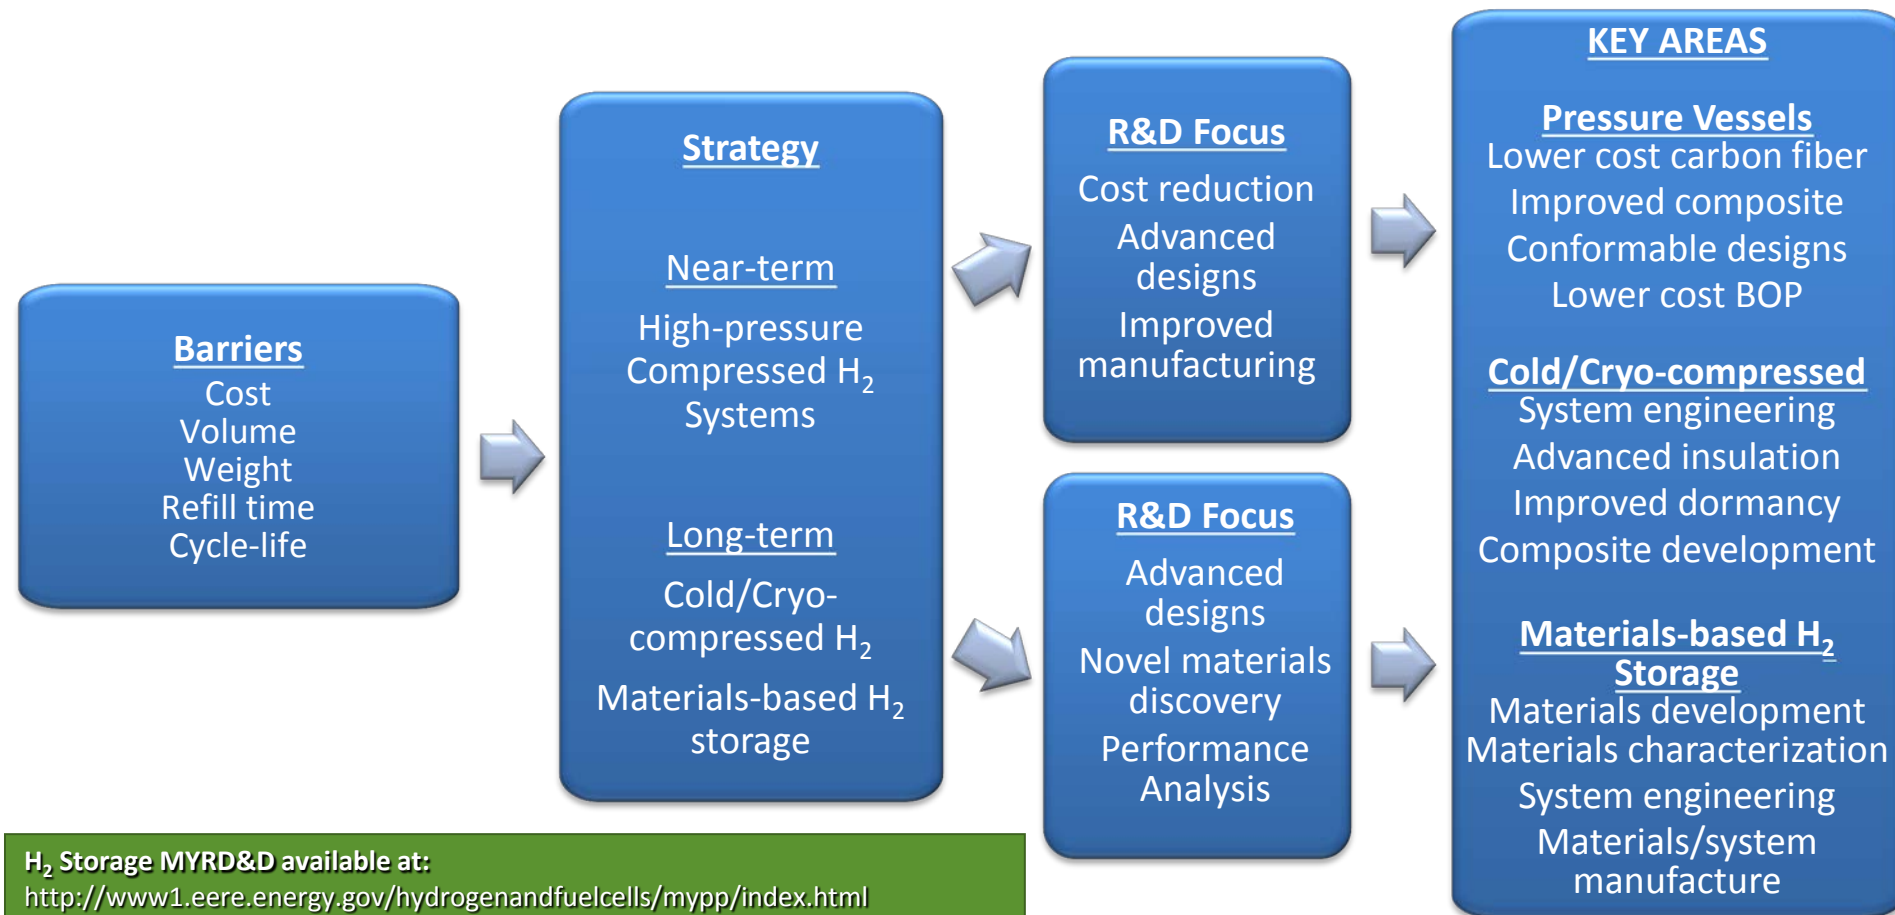 Barriers
Cost
Volume
Weight
Refill time
Cycle-life
Strategy
Near-term
High-pressure
Compressed H₂
Systems
Long-term
Cold/Cryo-
compressed H₂
Materials-based H₂
storage
R&D Focus
Cost reduction
Advanced
designs
Improved
manufacturing
R&D Focus
Advanced
designs
Novel materials
discovery
Performance
Analysis
KEY AREAS
Pressure Vessels
Lower cost carbon fiber
Improved composite
Conformable designs
Lower cost BOP
Cold/Cryo-compressed
System engineering
Advanced insulation
Improved dormancy
Composite development
Materials-based H₂
Storage
Materials development
Materials characterization
System engineering
Materials/system
manufacture
H₂ Storage MYRD&D available at:
http://www1.eere.energy.gov/hydrogenandfuelcells/mypp/index.html